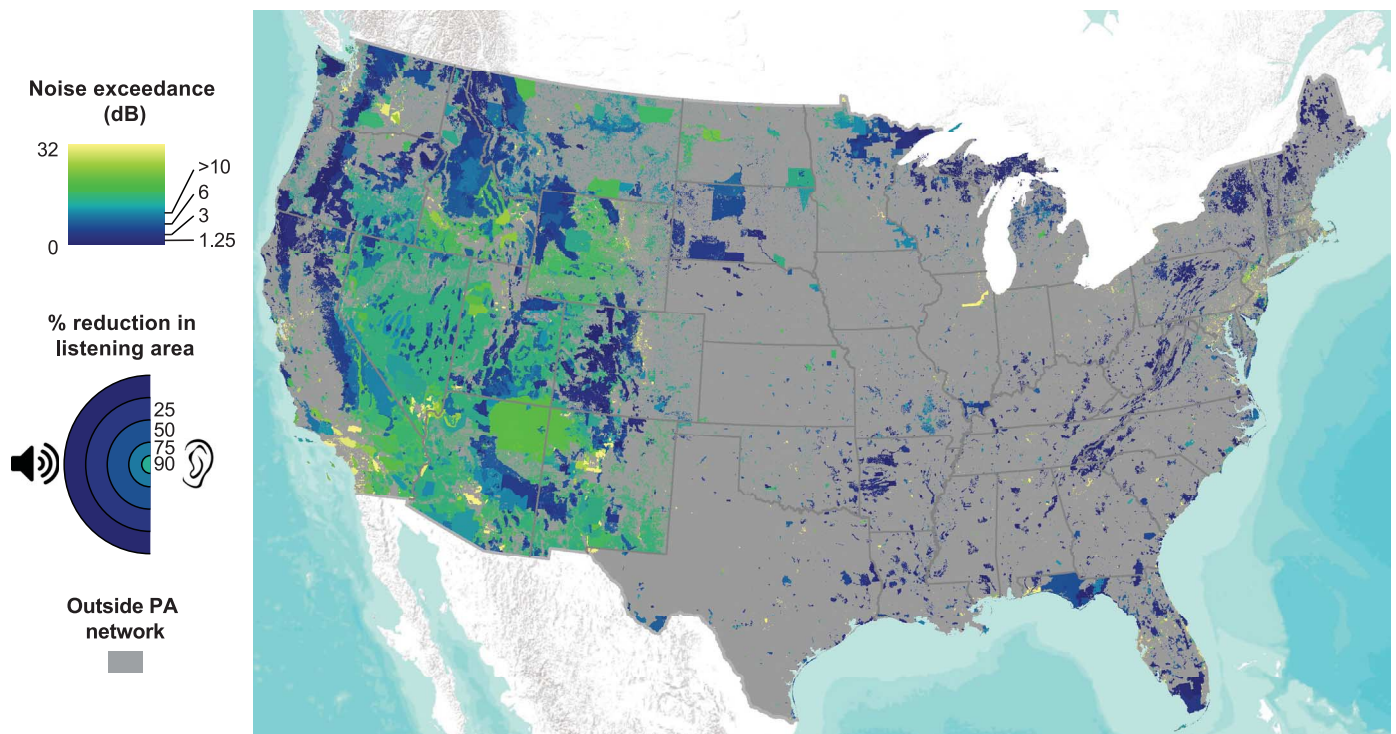 Noise exceedance
(dB)
32
>10
6
3
1.25
0
% reduction in
listening area
25
50
75
90
Outside PA
network